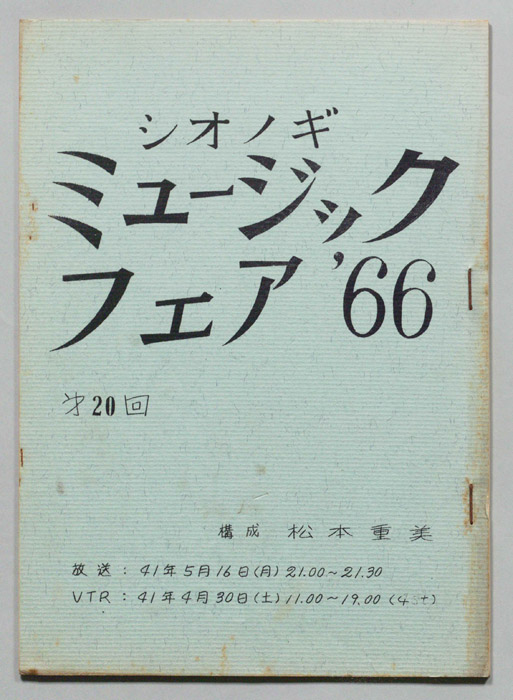 シオノギ
ミュージック
フェア '66
才20回
構成 松本重美
放送 : 41年5月16日(月) 21.00~21.30
VTR : 41年4月30日(土) 11.00~19.00 (4st)